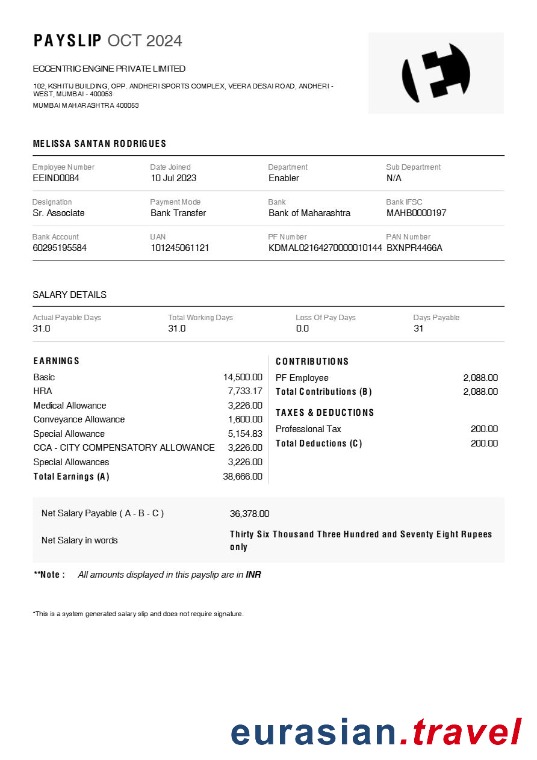 PAYSLIP OCT 2024
ECCENTRIC ENGINE PRIVATE LIMITED
102, KSHITIJ BUILDING, OPP. ANDHERI SPORTS COMPLEX, VEERA DESAI ROAD, ANDHERI -
WEST, MUMBAI - 400053
MUMBAI MAHARASHTRA 400053
MELISSA SANTAN RODRIGUES
Employee Number Date Joined Department Sub Department
EEIND0084 10 Jul 2023 Enabler N/A
Designation Payment Mode Bank Bank IFSC
Sr. Associate Bank Transfer Bank of Maharashtra MAHB0000197
Bank Account UAN PF Number PAN Number
60295195584 101245061121 KDMAL02164270000010144 BXNPR4466A
SALARY DETAILS
Actual Payable Days Total Working Days Loss Of Pay Days Days Payable
31.0 31.0 0.0 31
EARNINGS
Basic 14,500.00
HRA 7,733.17
Medical Allowance 3,226.00
Conveyance Allowance 1,600.00
Special Allowance 5,154.83
CCA - CITY COMPENSATORY ALLOWANCE 3,226.00
Special Allowances 3,226.00
Total Earnings (A) 38,666.00
CONTRIBUTIONS
PF Employee 2,088.00
Total Contributions (B) 2,088.00
TAXES & DEDUCTIONS
Professional Tax 200.00
Total Deductions (C) 200.00
Net Salary Payable ( A - B - C ) 36,378.00
Net Salary in words Thirty Six Thousand Three Hundred and Seventy Eight Rupees
only
**Note : All amounts displayed in this payslip are in INR
*This is a system generated salary slip and does not require signature.
eurasian.travel